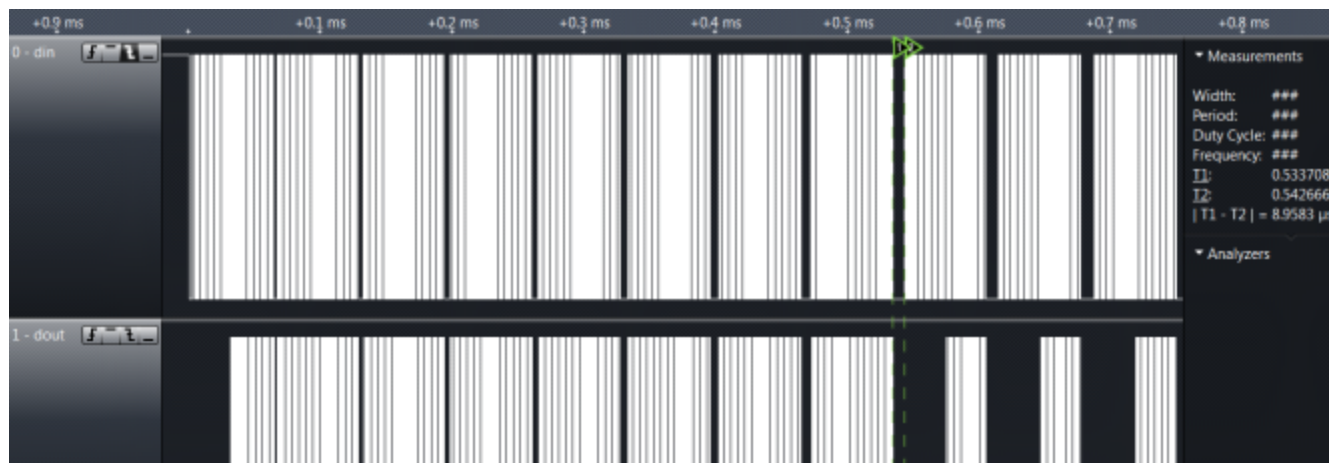 +0.9 ms +0.1 ms +0.2 ms +0.3 ms +0.4 ms +0.5 ms +0.6 ms +0.7 ms +0.8 ms
0 - din
1 - dout
Measurements
Width: ###
Period: ###
Duty Cycle: ###
Frequency: ###
T1: 0.533708
T2: 0.542666
| T1 - T2 | = 8.9583 µs
Analyzers